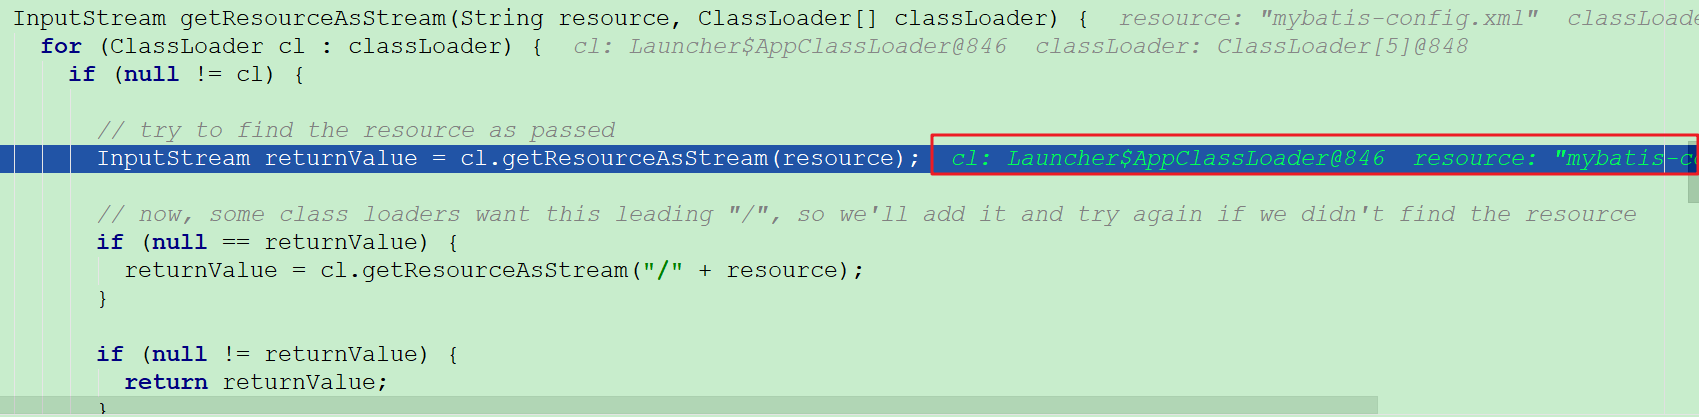 InputStream getResourceAsStream(String resource, ClassLoader[] classLoader) {  resource: "mybatis-config.xml"  classLoade
for (ClassLoader cl : classLoader) {  cl: Launcher$AppClassLoader@846  classLoader: ClassLoader[5]@848
if (null != cl) {
// try to find the resource as passed
InputStream returnValue = cl.getResourceAsStream(resource);  cl: Launcher$AppClassLoader@846  resource: "mybatis-co
// now, some class loaders want this leading "/", so we'll add it and try again if we didn't find the resource
if (null == returnValue) {
returnValue = cl.getResourceAsStream("/" + resource);
}
if (null != returnValue) {
return returnValue;
}